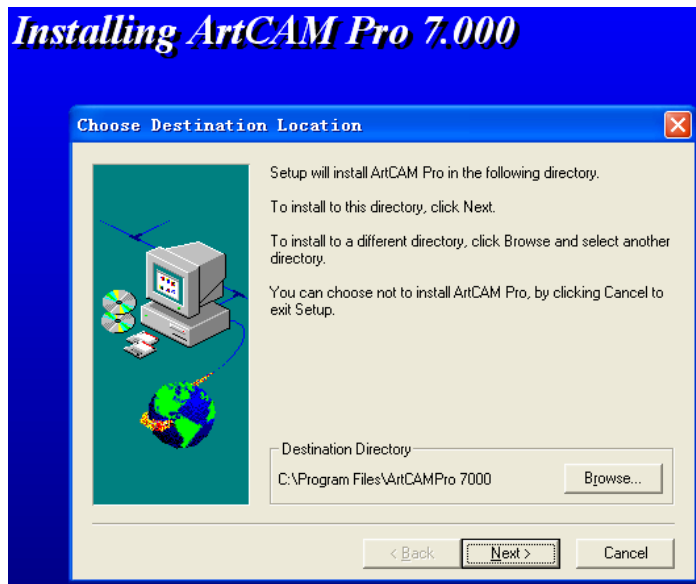 Installing ArtCAM Pro 7.000
Choose Destination Location
Setup will install ArtCAM Pro in the following directory.
To install to this directory, click Next.
To install to a different directory, click Browse and select another
directory.
You can choose not to install ArtCAM Pro, by clicking Cancel to
exit Setup.
Destination Directory
C:\Program Files\ArtCAMPro 7000
Browse...
< Back
Next >
Cancel